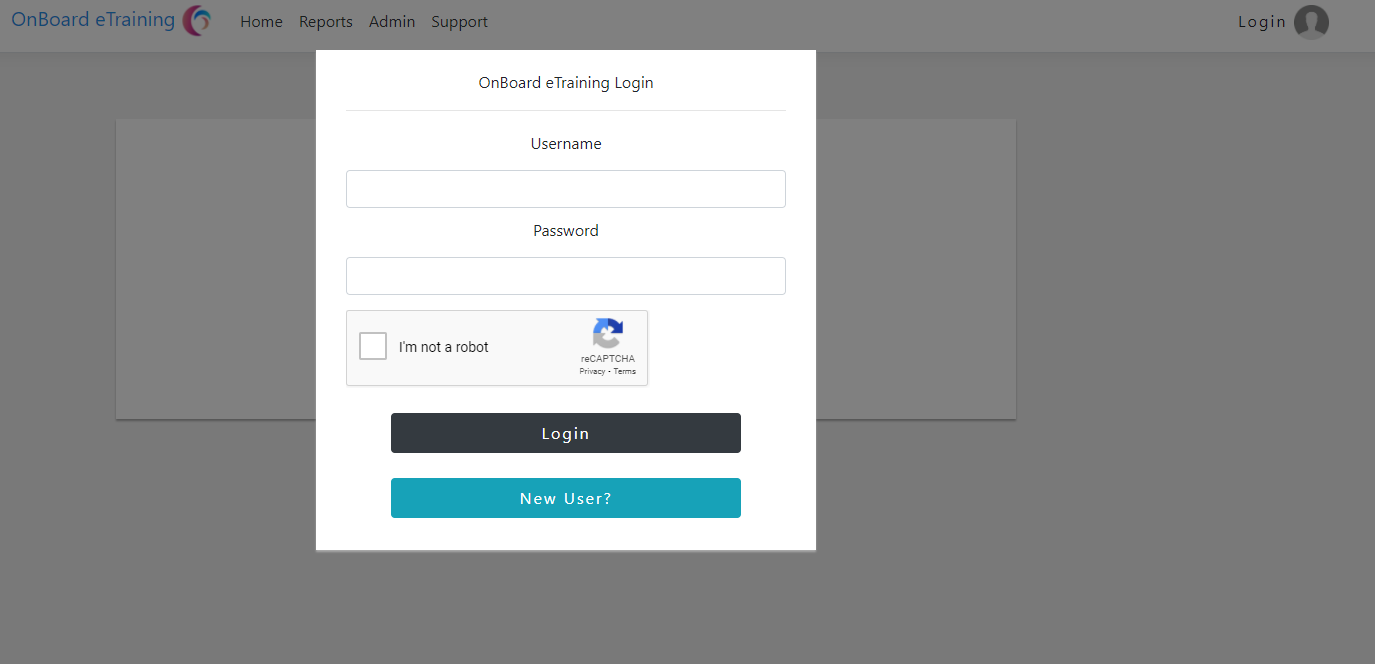 OnBoard eTraining Home Reports Admin Support Login
OnBoard eTraining Login
Username
Password
I'm not a robot
reCAPTCHA
Privacy - Terms
Login
New User?